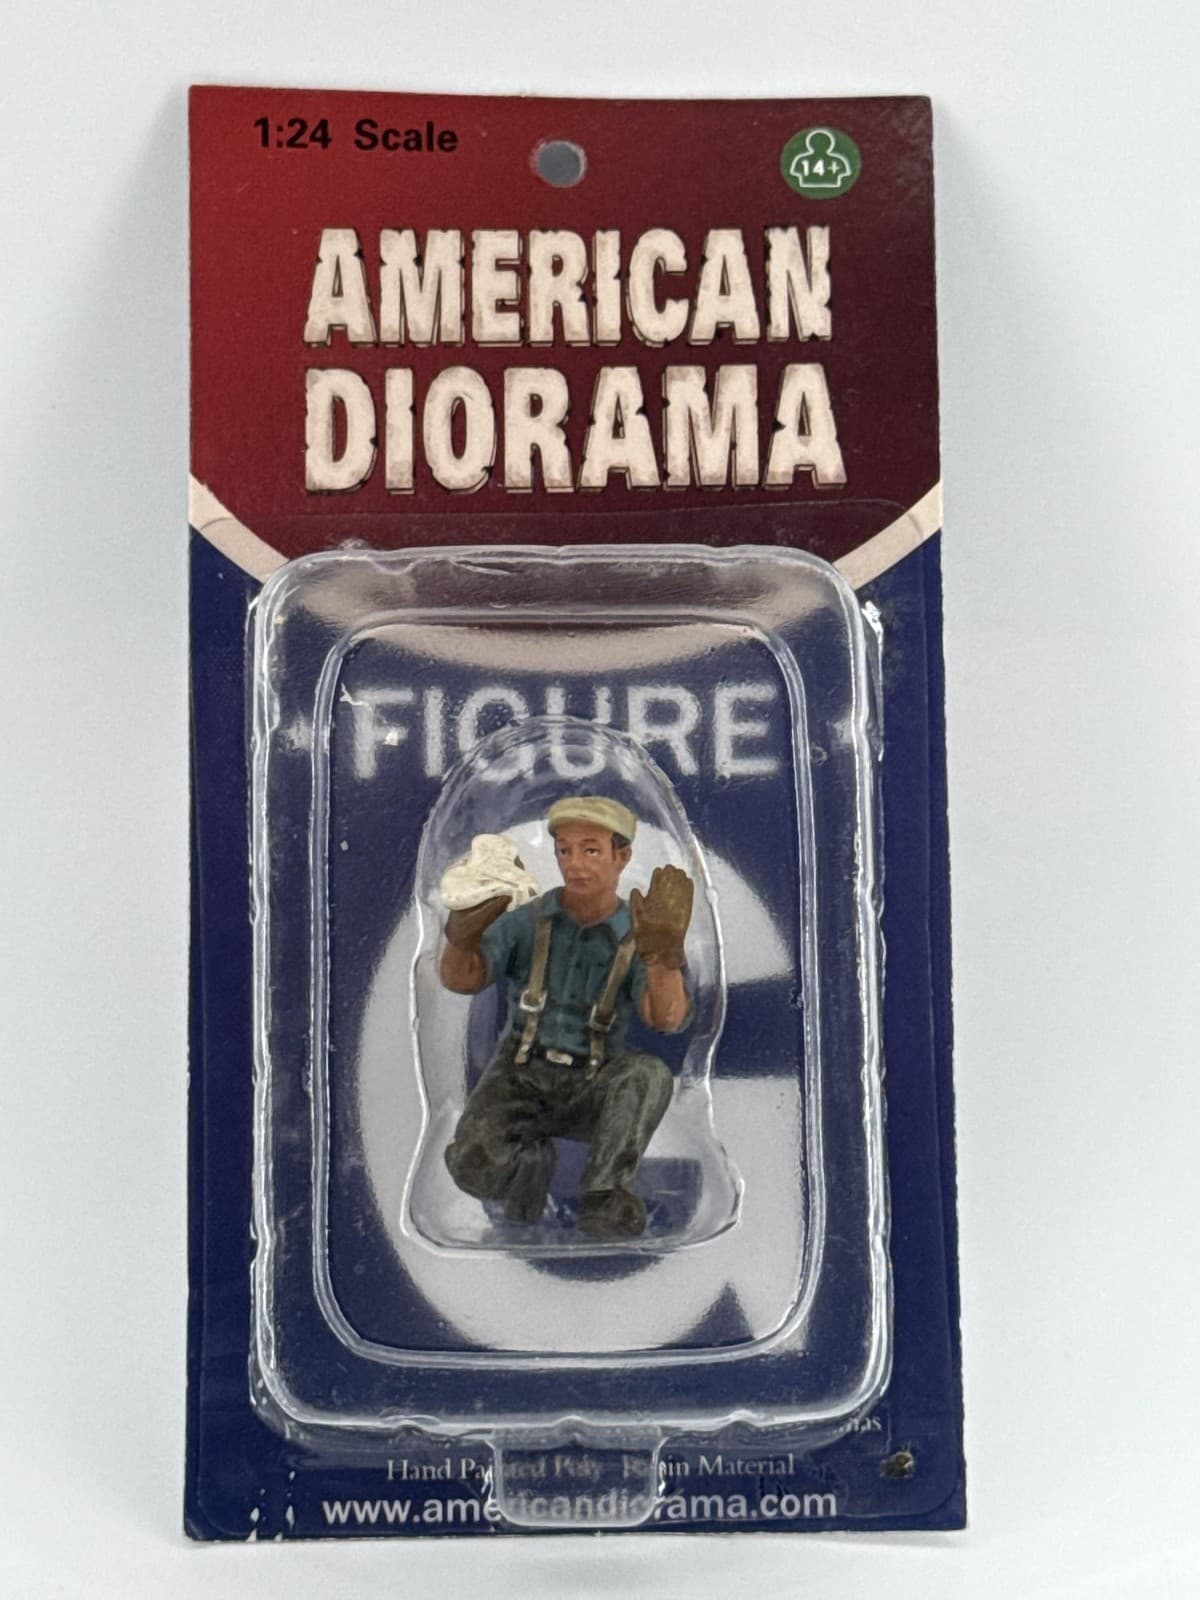 1:24 Scale
14+
AMERICAN
DIORAMA
FIGURE
G
Hand Painted Poly Resin Material
www.americandiorama.com